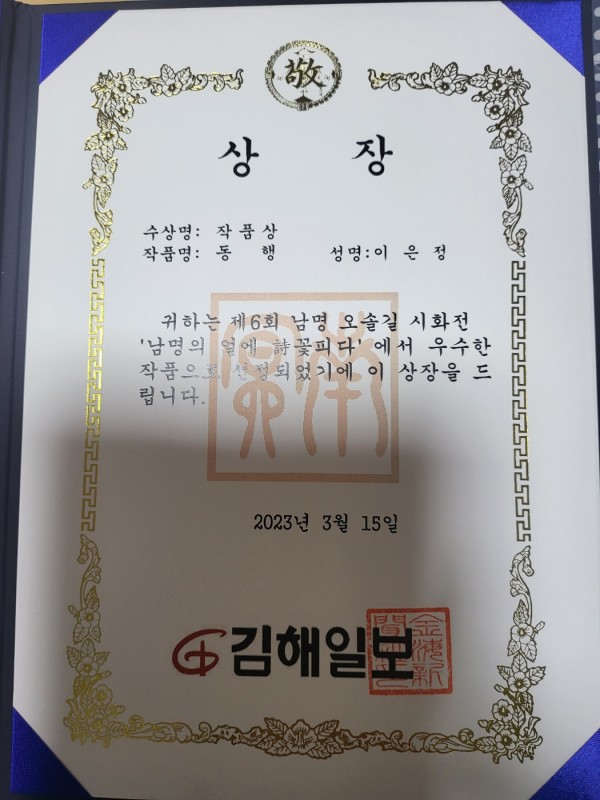 敬
상 장
수상명: 작품상
작품명: 동 행 성명:이 은 정
귀하는 제6회 남명 오솔길 시화전
'남명의 얼에 詩꽃피다' 에서 우수한
작품으로 선정되었기에 이 상장을 드
립니다.
2023년 3월 15일
김해일보